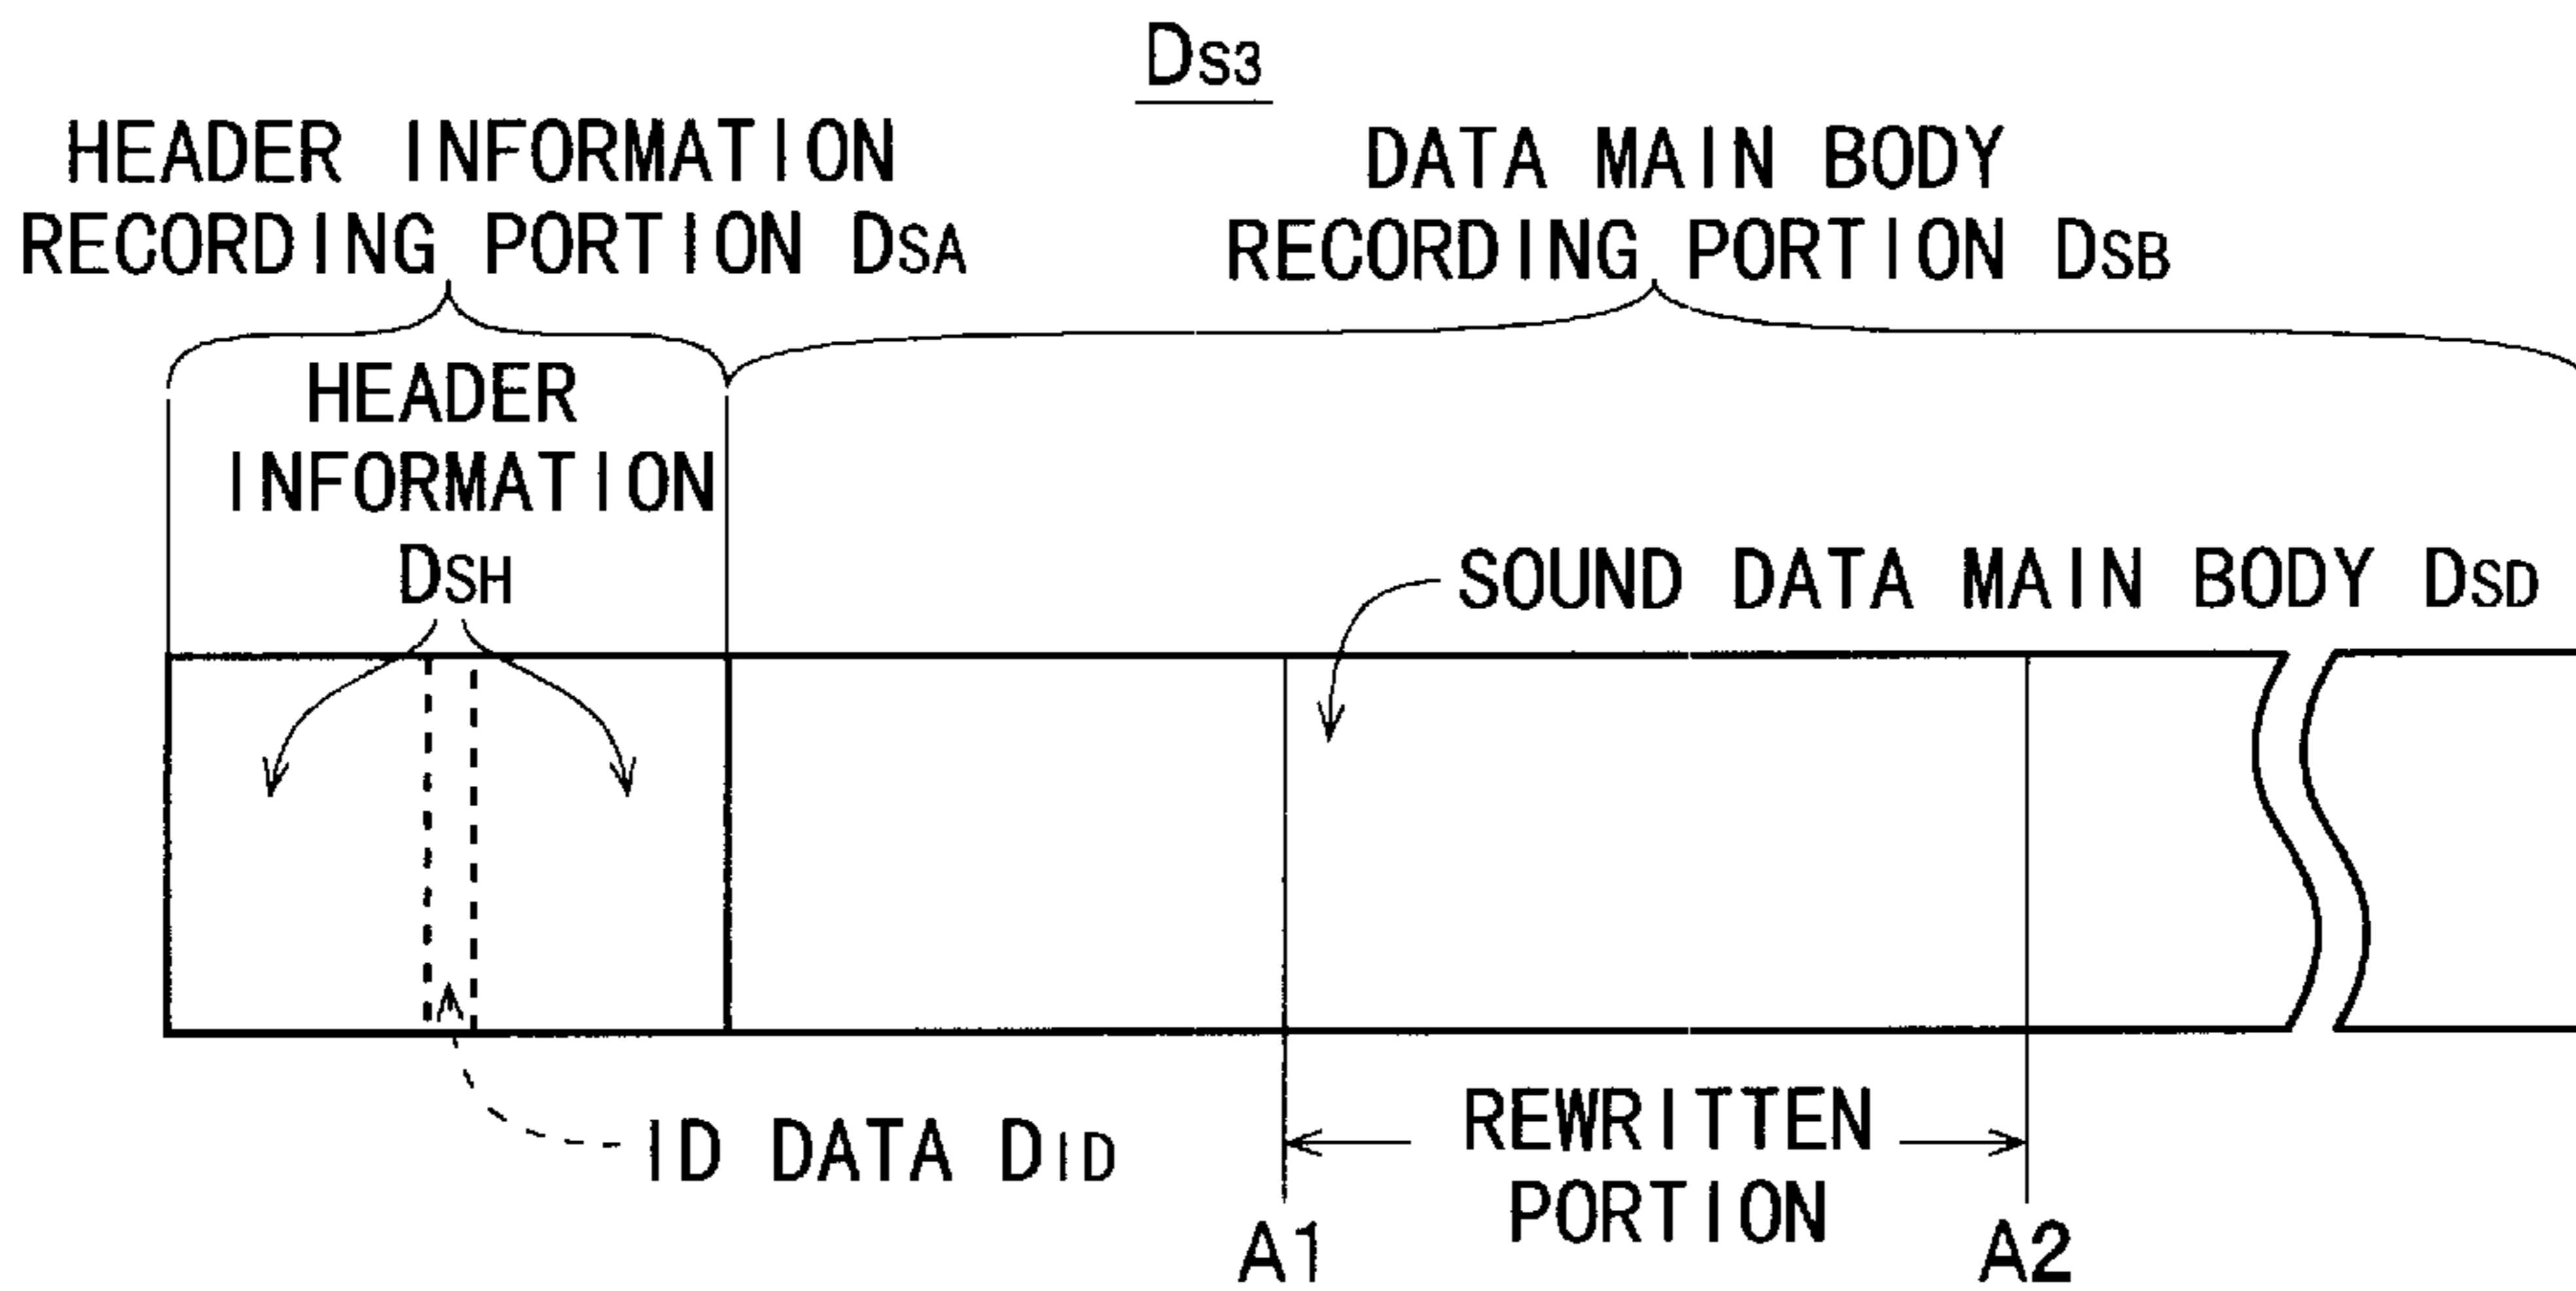 DS3
HEADER INFORMATION
RECORDING PORTION DSA
DATA MAIN BODY
RECORDING PORTION DSB
HEADER
INFORMATION
DSH
SOUND DATA MAIN BODY DSD
ID DATA DID
REWRITTEN
PORTION
A1
A2